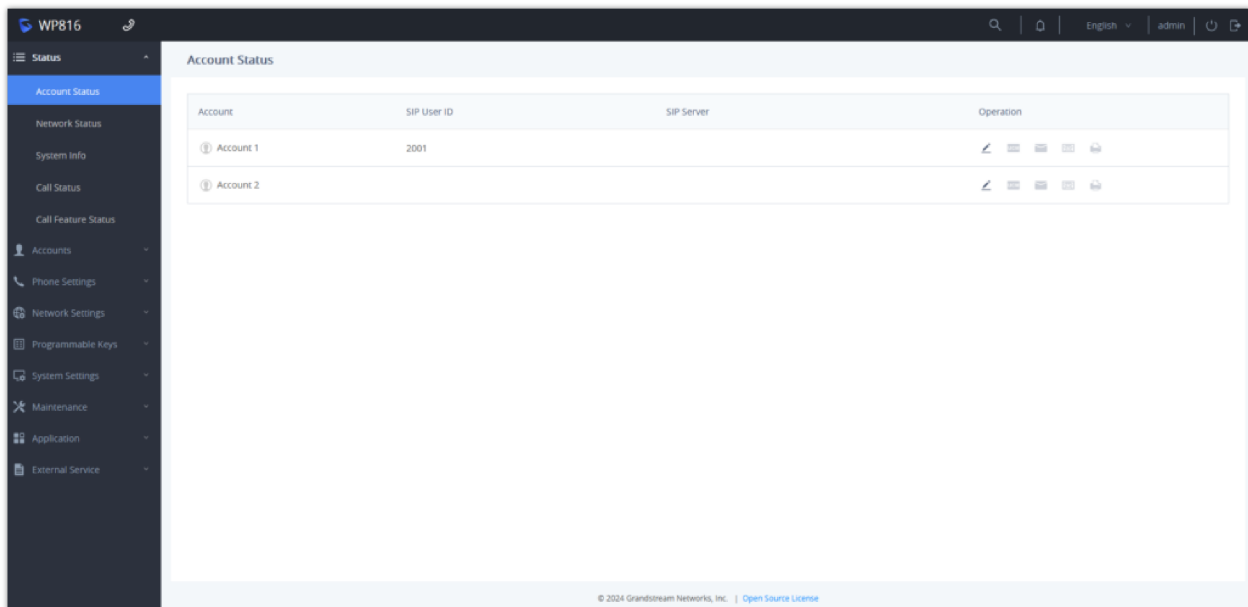 WP816
English
admin
Status
Account Status
Network Status
System Info
Call Status
Call Feature Status
Accounts
Phone Settings
Network Settings
Programmable Keys
System Settings
Maintenance
Application
External Service
Account Status
Account SIP User ID SIP Server Operation
Account 1 2001
Account 2
© 2024 Grandstream Networks, Inc. | Open Source License